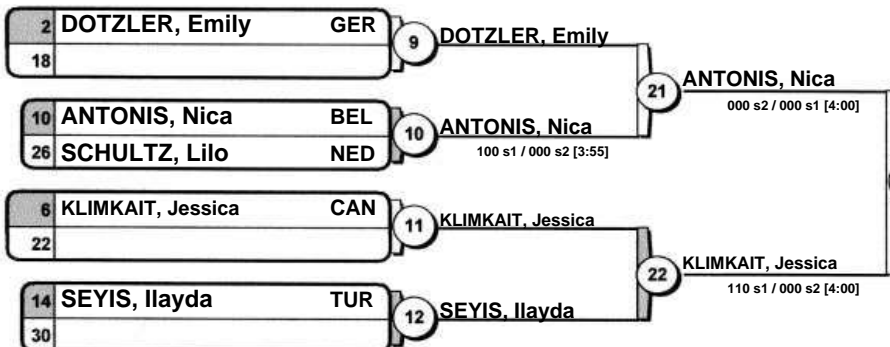 2 DOTZLER, Emily GER
18
9 DOTZLER, Emily
10 ANTONIS, Nica BEL
26 SCHULTZ, Lilo NED
10 ANTONIS, Nica
100 s1 / 000 s2 [3:55]
21 ANTONIS, Nica
000 s2 / 000 s1 [4:00]
6 KLIMKAIT, Jessica CAN
22
11 KLIMKAIT, Jessica
14 SEYIS, Ilayda TUR
30
12 SEYIS, Ilayda
22 KLIMKAIT, Jessica
110 s1 / 000 s2 [4:00]